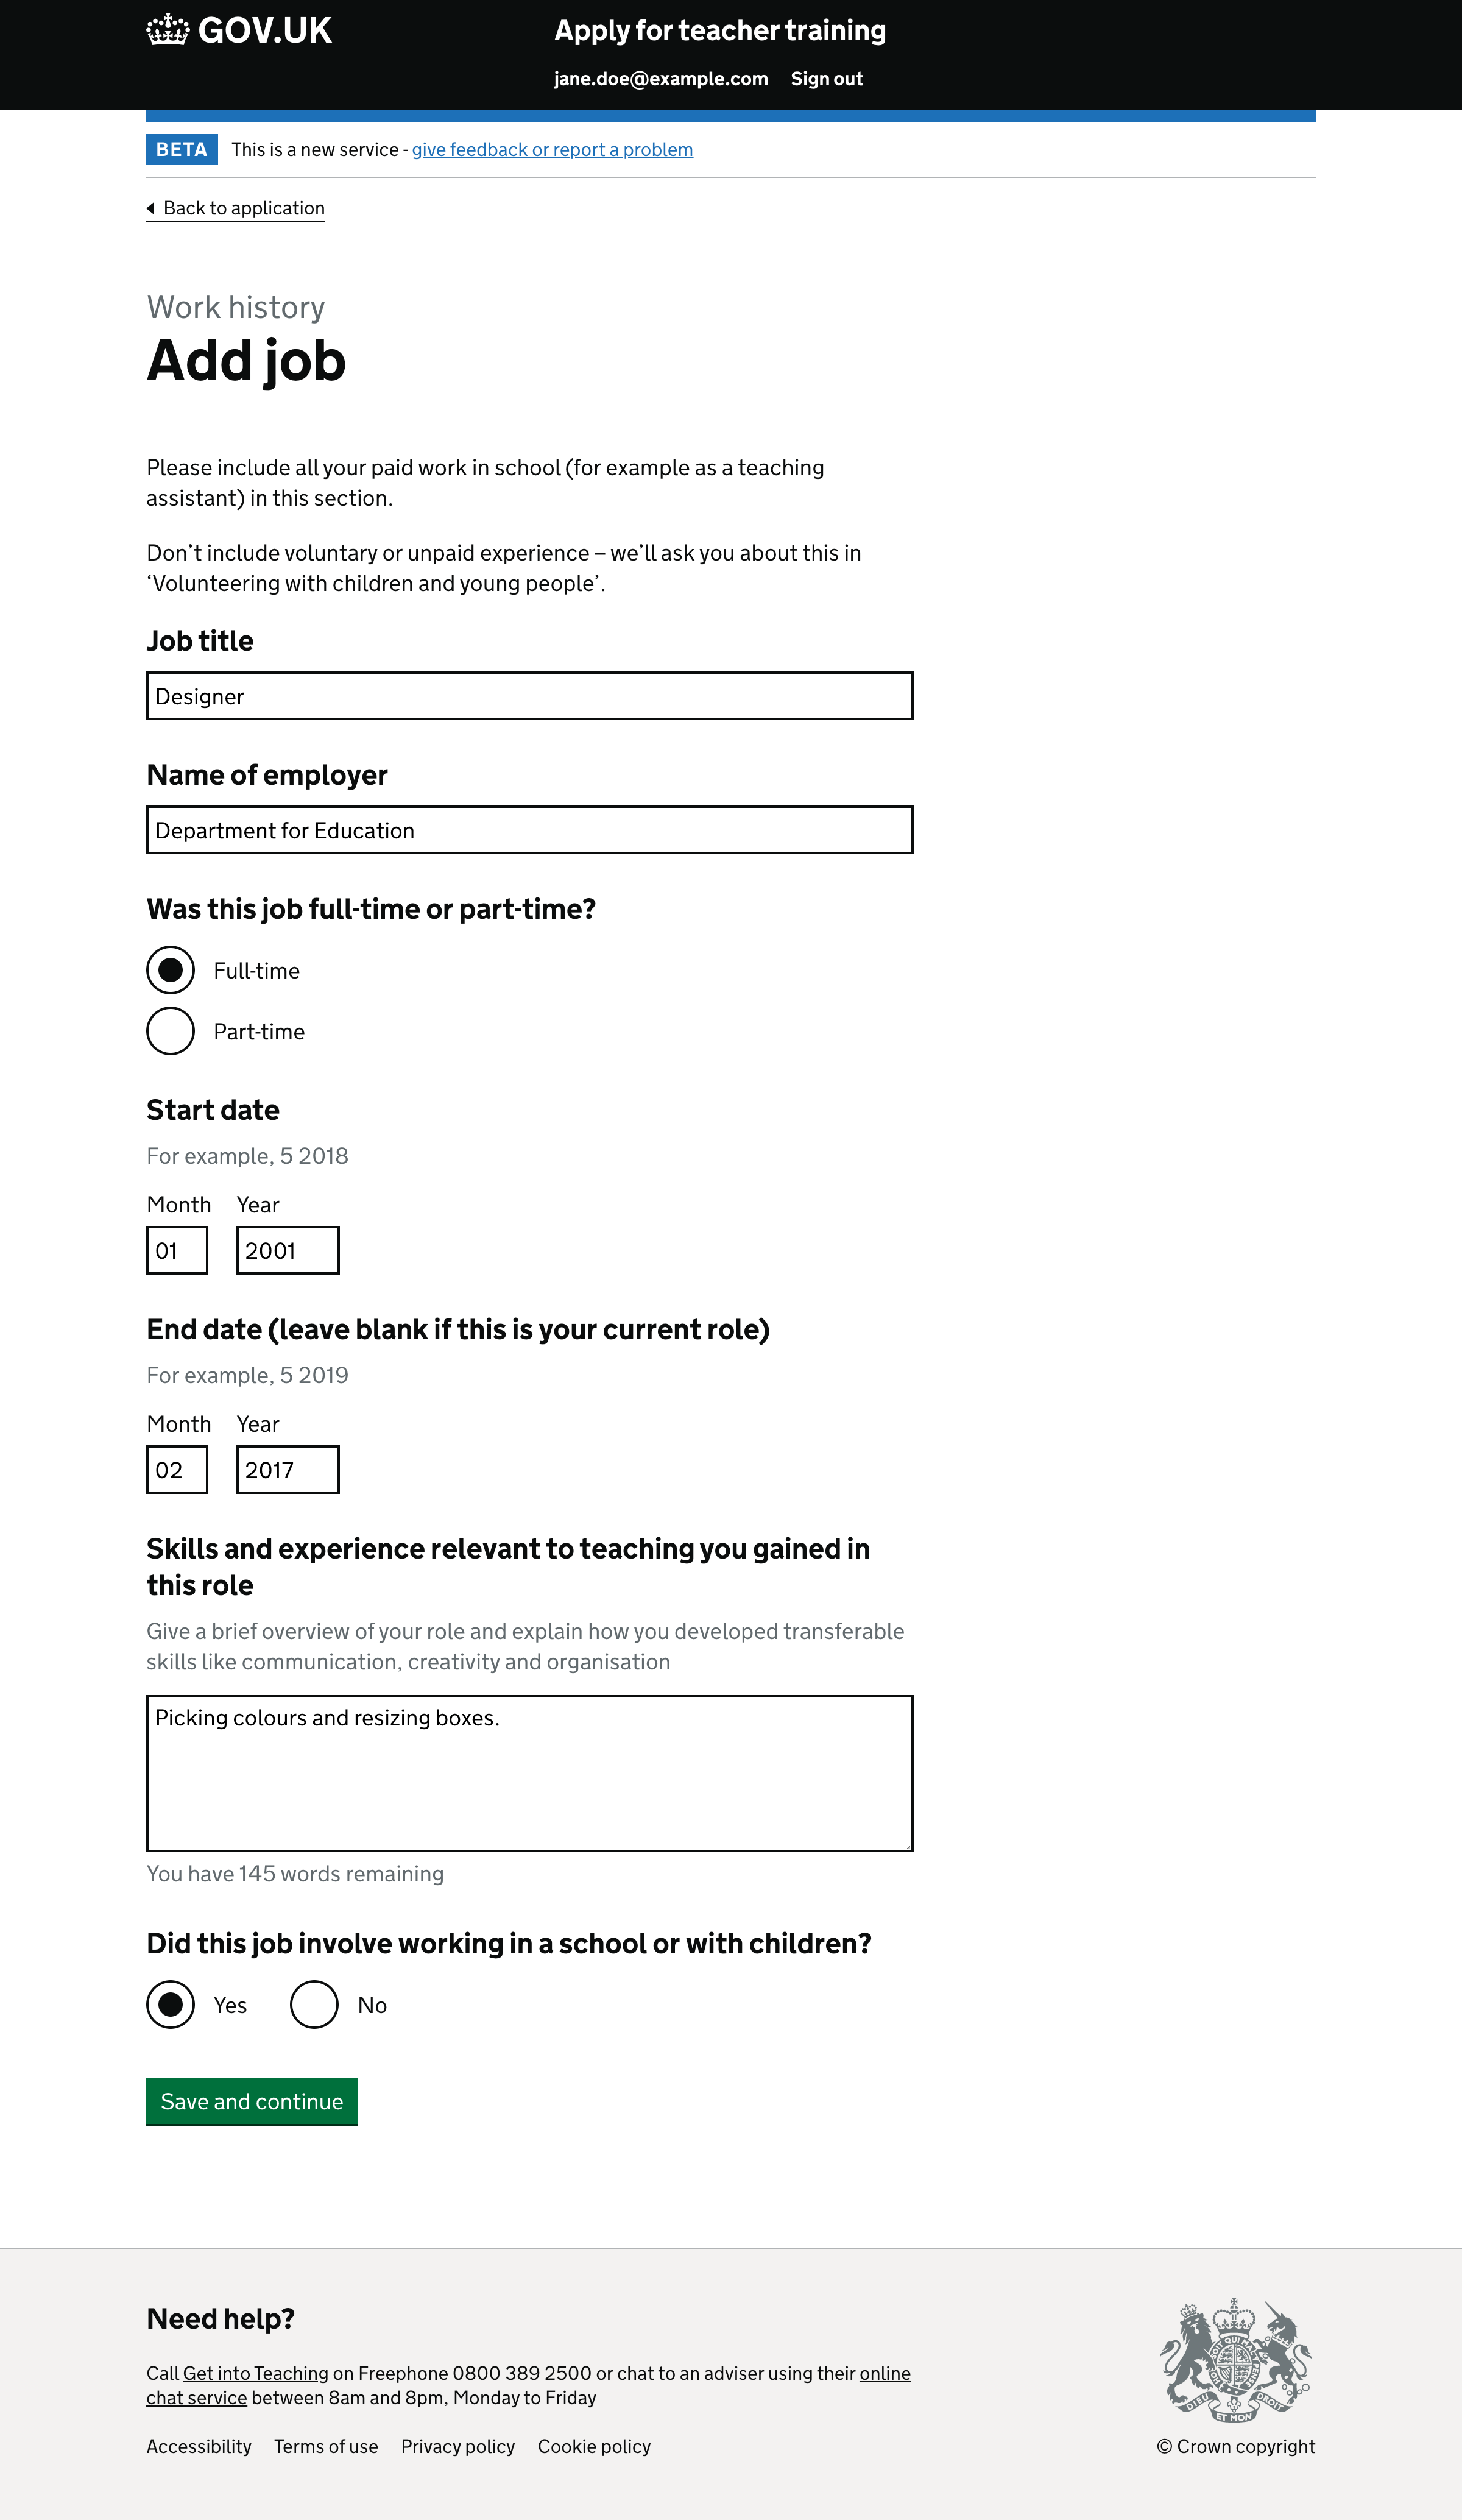 GOV.UK
Apply for teacher training
jane.doe@example.com Sign out
BETA This is a new service - give feedback or report a problem
Back to application
Work history
Add job
Please include all your paid work in school (for example as a teaching
assistant) in this section.
Don’t include voluntary or unpaid experience – we’ll ask you about this in
‘Volunteering with children and young people’.
Job title
Designer
Name of employer
Department for Education
Was this job full-time or part-time?
Full-time
Part-time
Start date
For example, 5 2018
Month Year
01 2001
End date (leave blank if this is your current role)
For example, 5 2019
Month Year
02 2017
Skills and experience relevant to teaching you gained in
this role
Give a brief overview of your role and explain how you developed transferable
skills like communication, creativity and organisation
Picking colours and resizing boxes.
You have 145 words remaining
Did this job involve working in a school or with children?
Yes No
Save and continue
Need help?
Call Get into Teaching on Freephone 0800 389 2500 or chat to an adviser using their online
chat service between 8am and 8pm, Monday to Friday
Accessibility Terms of use Privacy policy Cookie policy
DIEU ET MON DROIT
© Crown copyright